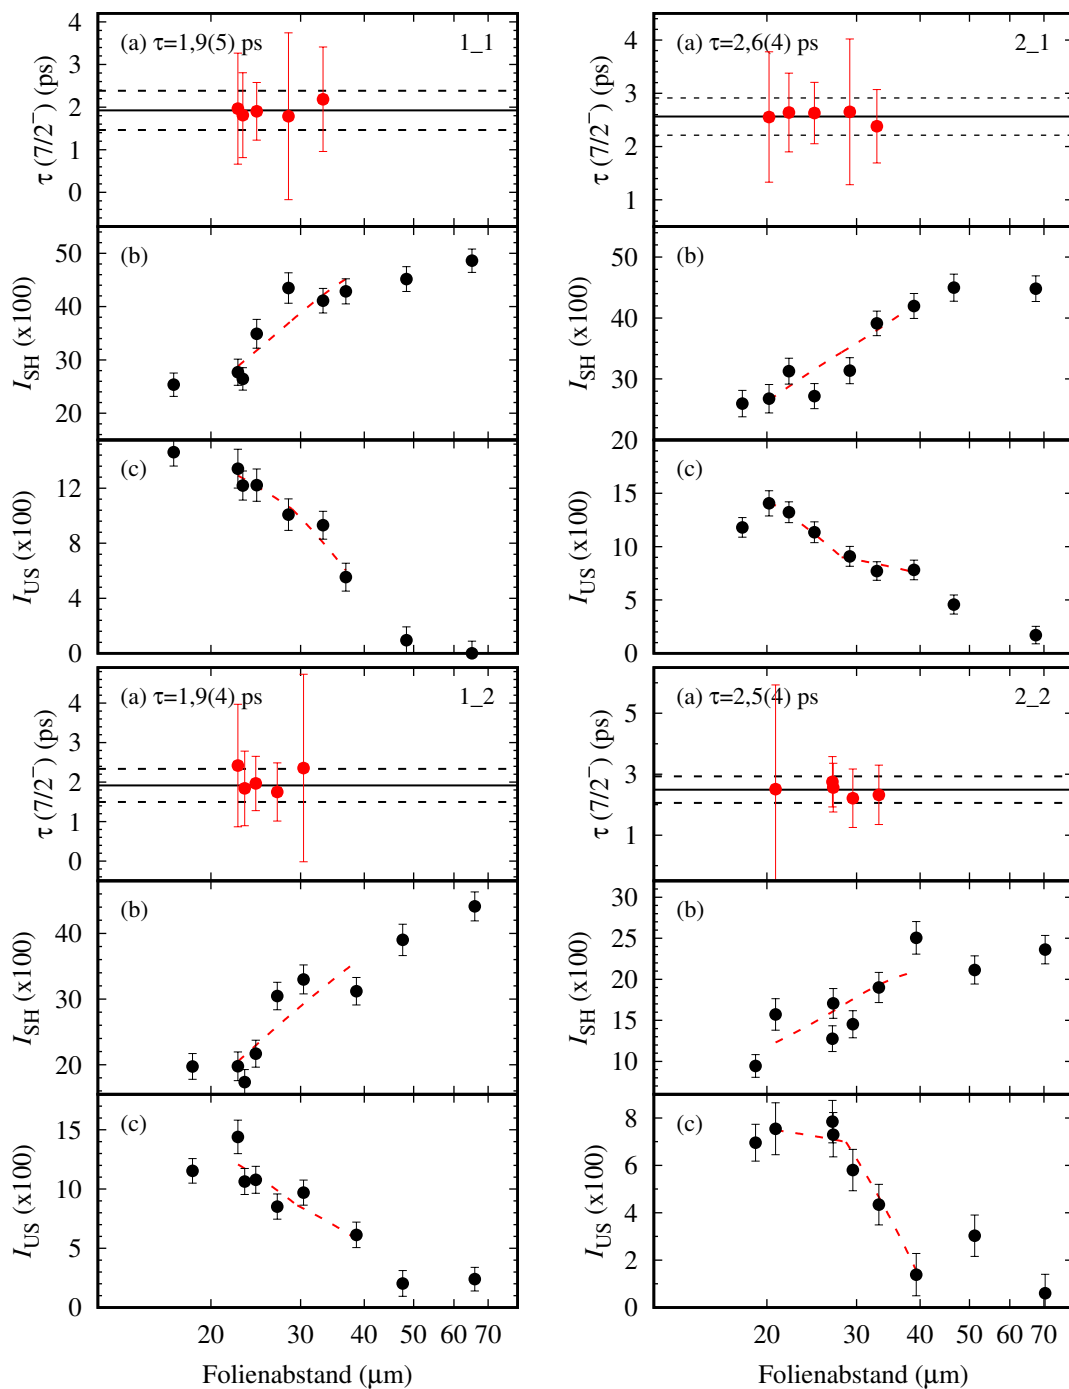 (a) τ=1,9(5) ps 1_1
τ (7/2⁻) (ps)
4
3
2
1
0
(b)
I_SH (x100)
50
40
30
20
(c)
I_US (x100)
12
8
4
0
(a) τ=1,9(4) ps 1_2
τ (7/2⁻) (ps)
4
3
2
1
0
(b)
I_SH (x100)
40
30
20
(c)
I_US (x100)
15
10
5
0
20 30 40 50 60 70
Folienabstand (μm)
(a) τ=2,6(4) ps 2_1
τ (7/2⁻) (ps)
4
3
2
1
(b)
I_SH (x100)
50
40
30
20
(c)
I_US (x100)
15
10
5
0
(a) τ=2,5(4) ps 2_2
τ (7/2⁻) (ps)
5
3
1
(b)
I_SH (x100)
30
25
20
15
10
(c)
I_US (x100)
8
6
4
2
0
20 30 40 50 60 70
Folienabstand (μm)